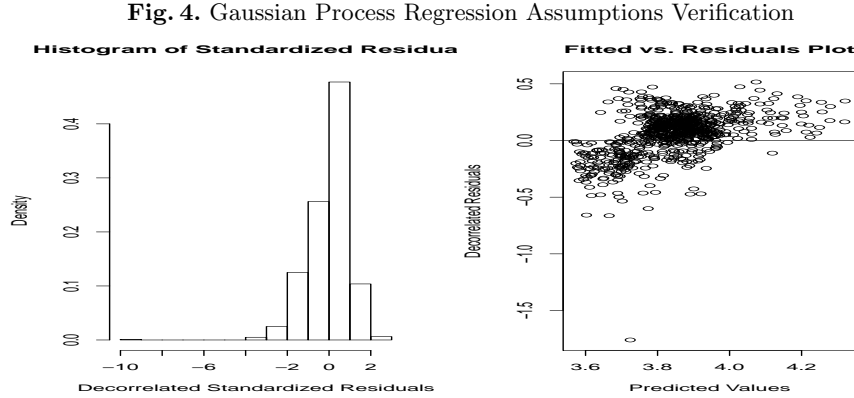 Fig. 4. Gaussian Process Regression Assumptions Verification
Histogram of Standardized Residua
Density
0.0 0.1 0.2 0.3 0.4
−10 −6 −2 0 2
Decorrelated Standardized Residuals
Fitted vs. Residuals Plot
Decorrelated Residuals
0.5 0.0 −0.5 −1.0 −1.5
3.6 3.8 4.0 4.2
Predicted Values